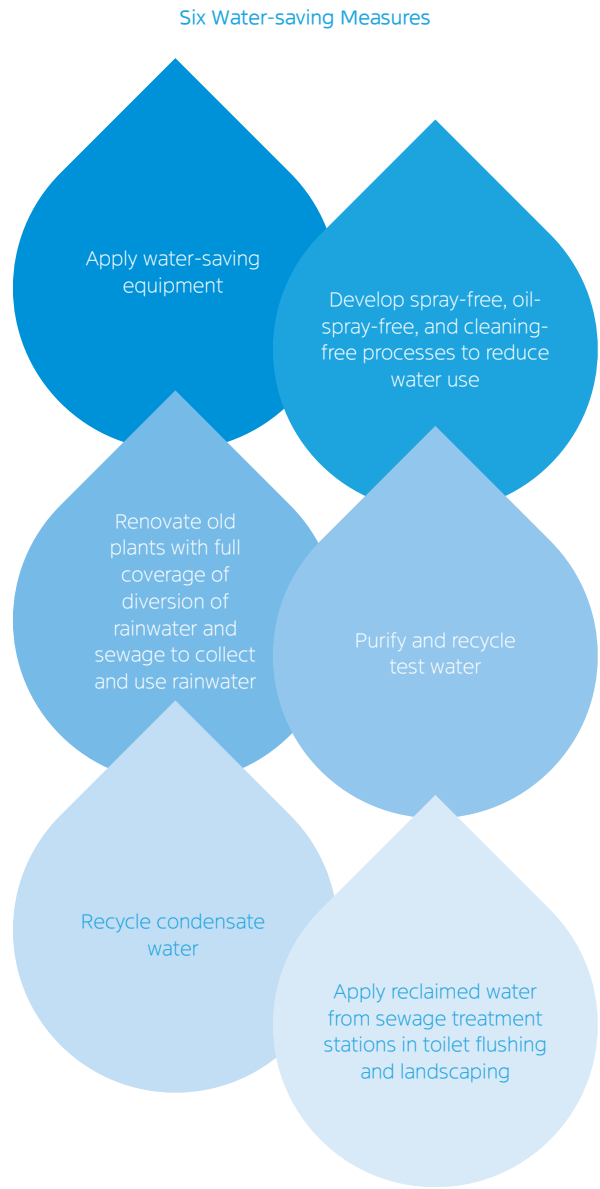 Six Water-saving Measures
Apply water-saving
equipment
Develop spray-free, oil-
spray-free, and cleaning-
free processes to reduce
water use
Renovate old
plants with full
coverage of
diversion of
rainwater and
sewage to collect
and use rainwater
Purify and recycle
test water
Recycle condensate
water
Apply reclaimed water
from sewage treatment
stations in toilet flushing
and landscaping